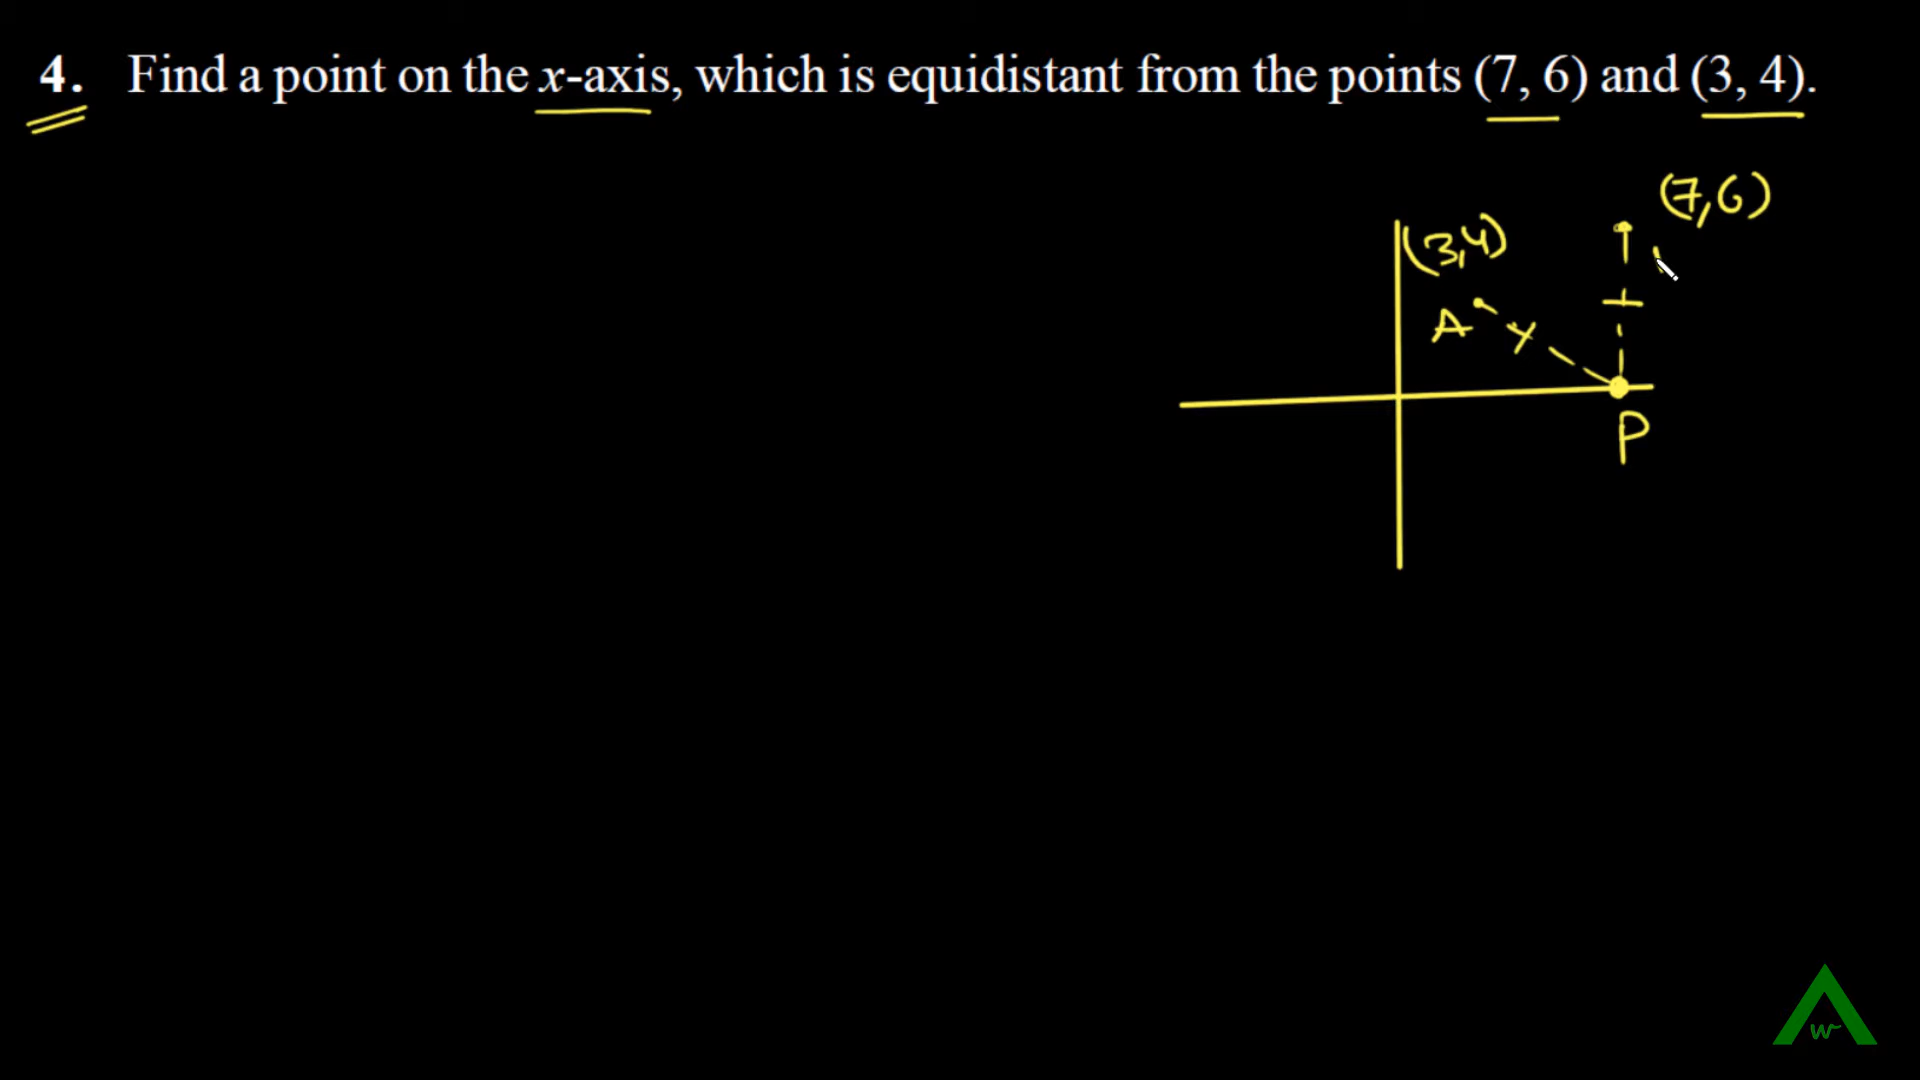 4. Find a point on the x-axis, which is equidistant from the points (7, 6) and (3, 4).
(7,6)
(3,4)
A
P
W